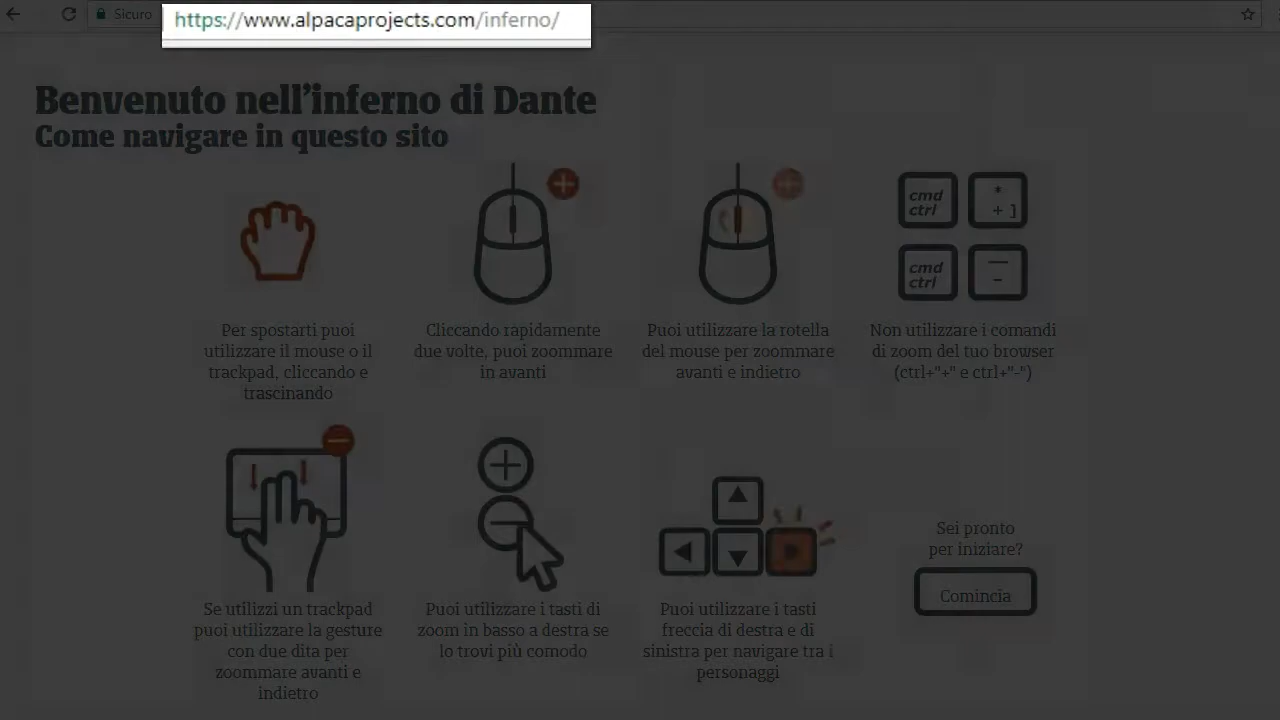 Sicuro
https://www.alpacaprojects.com/inferno/
Benvenuto nell'inferno di Dante
Come navigare in questo sito
cmd
ctrl
*
+ ]
cmd
ctrl
—
-
Per spostarti puoi
utilizzare il mouse o il
trackpad, cliccando e
trascinando
Cliccando rapidamente
due volte, puoi zoommare
in avanti
Puoi utilizzare la rotella
del mouse per zoommare
avanti e indietro
Non utilizzare i comandi
di zoom del tuo browser
(ctrl+"+" e ctrl+"-")
Se utilizzi un trackpad
puoi utilizzare la gesture
con due dita per
zoommare avanti e
indietro
Puoi utilizzare i tasti di
zoom in basso a destra se
lo trovi più comodo
Puoi utilizzare i tasti
freccia di destra e di
sinistra per navigare tra i
personaggi
Sei pronto
per iniziare?
Comincia